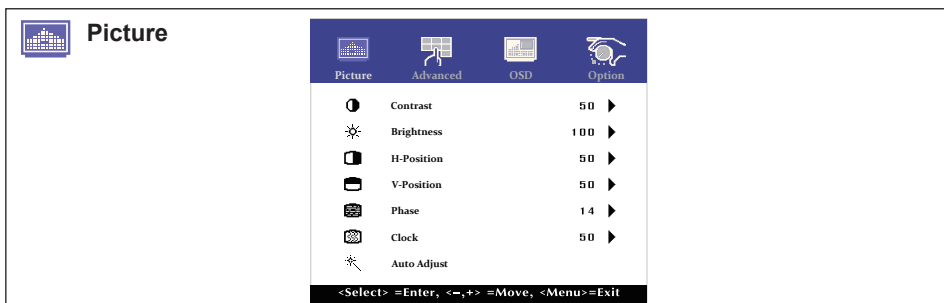 Picture
Picture Advanced OSD Option
Contrast 50
Brightness 100
H-Position 50
V-Position 50
Phase 14
Clock 50
Auto Adjust
<Select> =Enter, <–,+> =Move, <Menu>=Exit